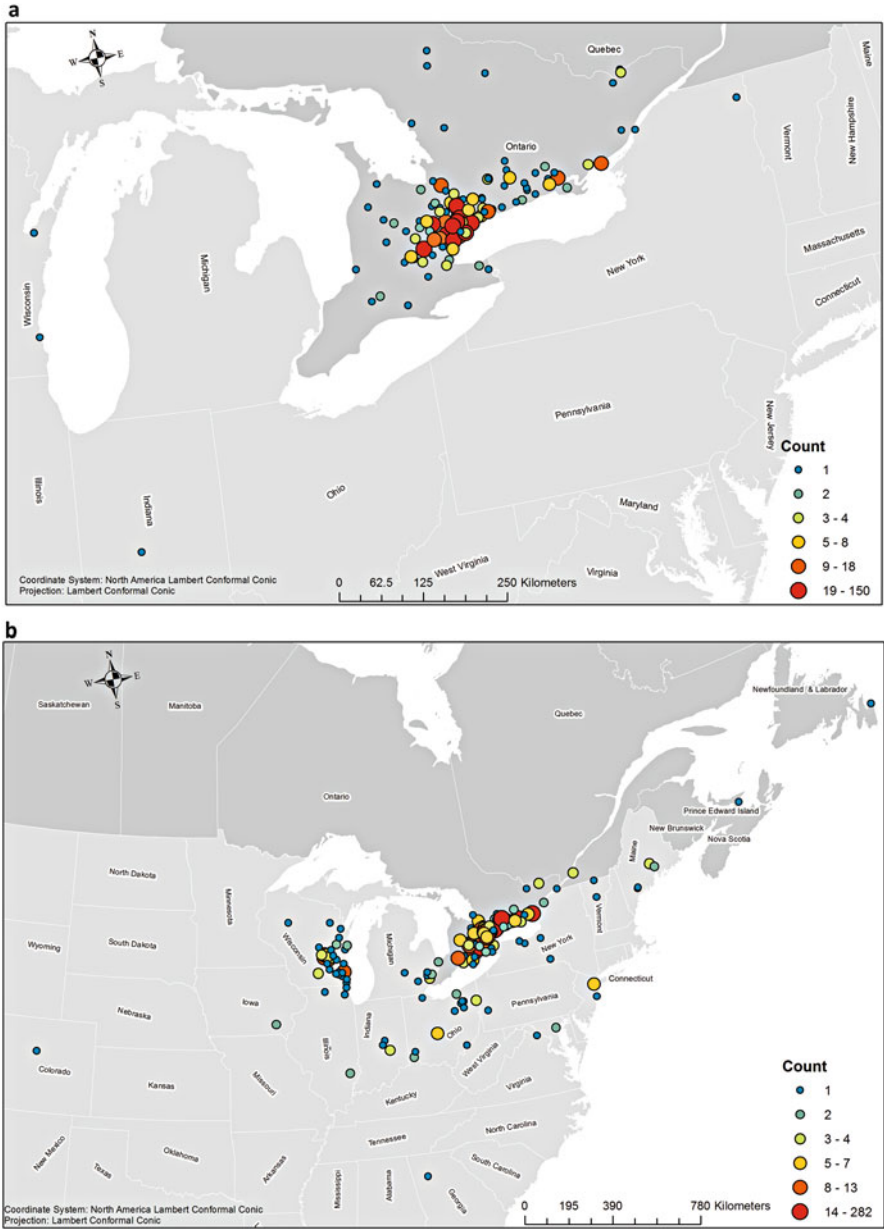 a
N
W E
S
Quebec
Maine
Ontario
Vermont
New Hampshire
Massachusetts
New York
Connecticut
Michigan
Wisconsin
Pennsylvania
New Jersey
Illinois
Indiana
Ohio
Maryland
West Virginia
Virginia
Count
1
2
3 - 4
5 - 8
9 - 18
19 - 150
Coordinate System: North America Lambert Conformal Conic
Projection: Lambert Conformal Conic
0 62.5 125 250 Kilometers
b
N
W E
S
Saskatchewan
Manitoba
Newfoundland & Labrador
Quebec
Ontario
Prince Edward Island
New Brunswick
Nova Scotia
Maine
North Dakota
Minnesota
Vermont
Wyoming
South Dakota
Wisconsin
Michigan
New York
Connecticut
Iowa
Pennsylvania
Nebraska
Indiana
Ohio
Illinois
West Virginia
Colorado
Kansas
Missouri
Virginia
Kentucky
North Carolina
Tennessee
New Mexico
Texas
Oklahoma
Arkansas
South Carolina
Mississippi
Alabama
Georgia
Count
1
2
3 - 4
5 - 7
8 - 13
14 - 282
Coordinate System: North America Lambert Conformal Conic
Projection: Lambert Conformal Conic
0 195 390 780 Kilometers